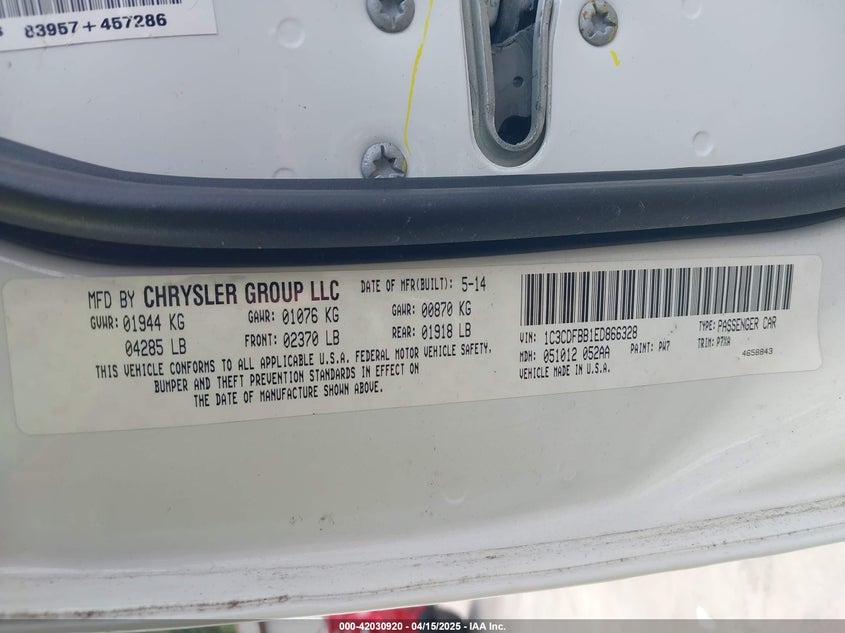 83957+457286
MFD BY CHRYSLER GROUP LLC
DATE OF MFR(BUILT): 5-14
GVWR: 01944 KG GAWR: 01076 KG GAWR: 00870 KG
04285 LB FRONT: 02370 LB REAR: 01918 LB
THIS VEHICLE CONFORMS TO ALL APPLICABLE U.S.A. FEDERAL MOTOR VEHICLE SAFETY,
BUMPER AND THEFT PREVENTION STANDARDS IN EFFECT ON
THE DATE OF MANUFACTURE SHOWN ABOVE.
VIN: 1C3CDFBB1ED866328 TYPE: PASSENGER CAR
MDH: 051012 052AA PAINT: PW7 TRIM: P7XA
VEHICLE MADE IN U.S.A. 4658843
000-42030920 - 04/15/2025 - IAA Inc.